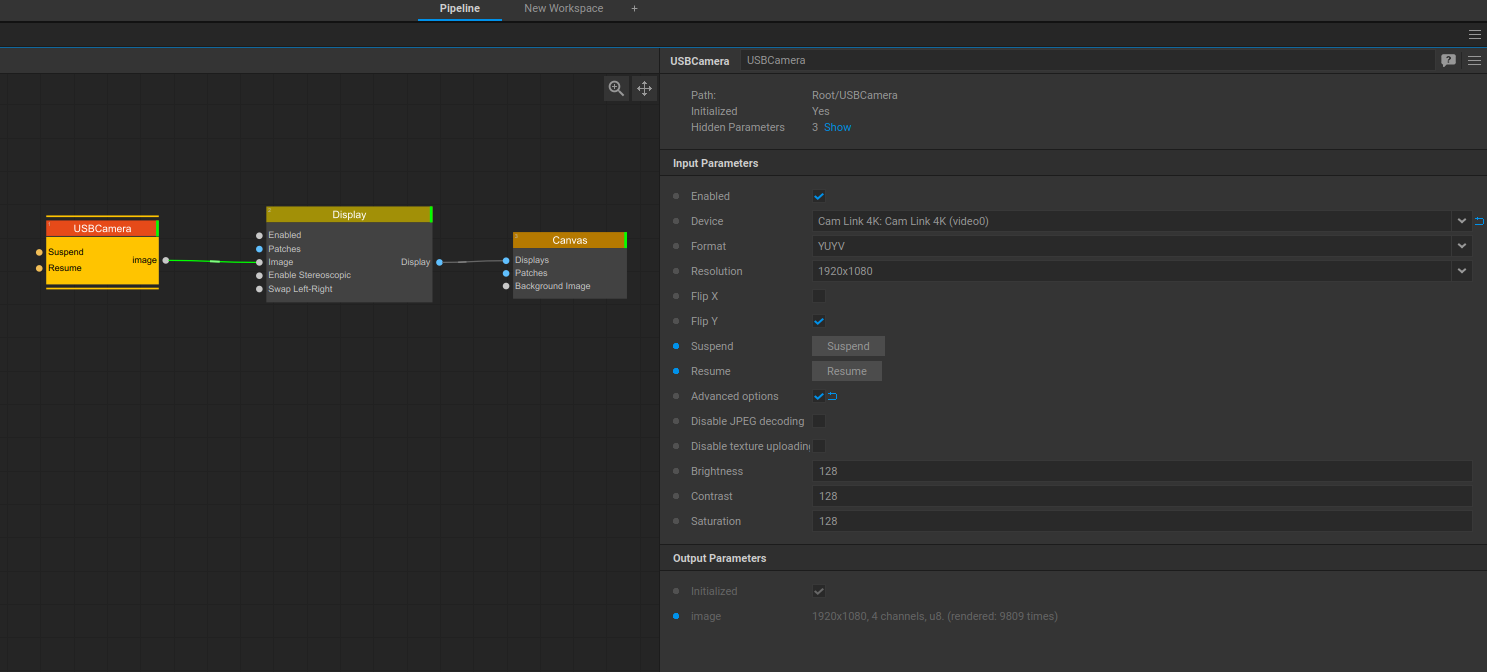 Pipeline New Workspace +
USBCamera USBCamera
Path: Root/USBCamera
Initialized Yes
Hidden Parameters 3 Show
Input Parameters
Enabled
Device Cam Link 4K: Cam Link 4K (video0)
Format YUYV
Resolution 1920x1080
Flip X
Flip Y
Suspend Suspend
Resume Resume
Advanced options
Disable JPEG decoding
Disable texture uploading
Brightness 128
Contrast 128
Saturation 128
Output Parameters
Initialized
image 1920x1080, 4 channels, u8. (rendered: 9809 times)
USBCamera
Suspend
Resume
image
Display
Enabled
Patches
Image
Enable Stereoscopic
Swap Left-Right
Display
Canvas
Displays
Patches
Background Image